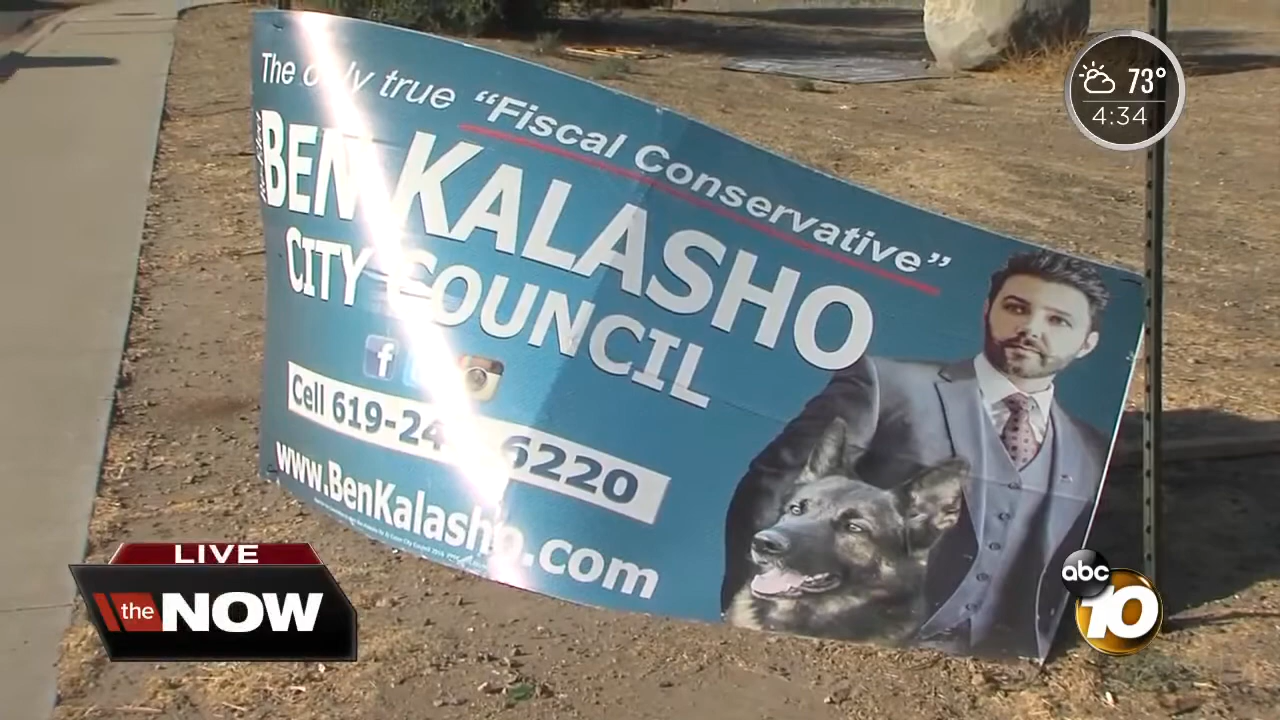 The only true "Fiscal Conservative"
BEN KALASHO
CITY COUNCIL
f
Cell 619-24 6220
www.BenKalasho.com
73°
4:34
LIVE
the NOW
abc
10